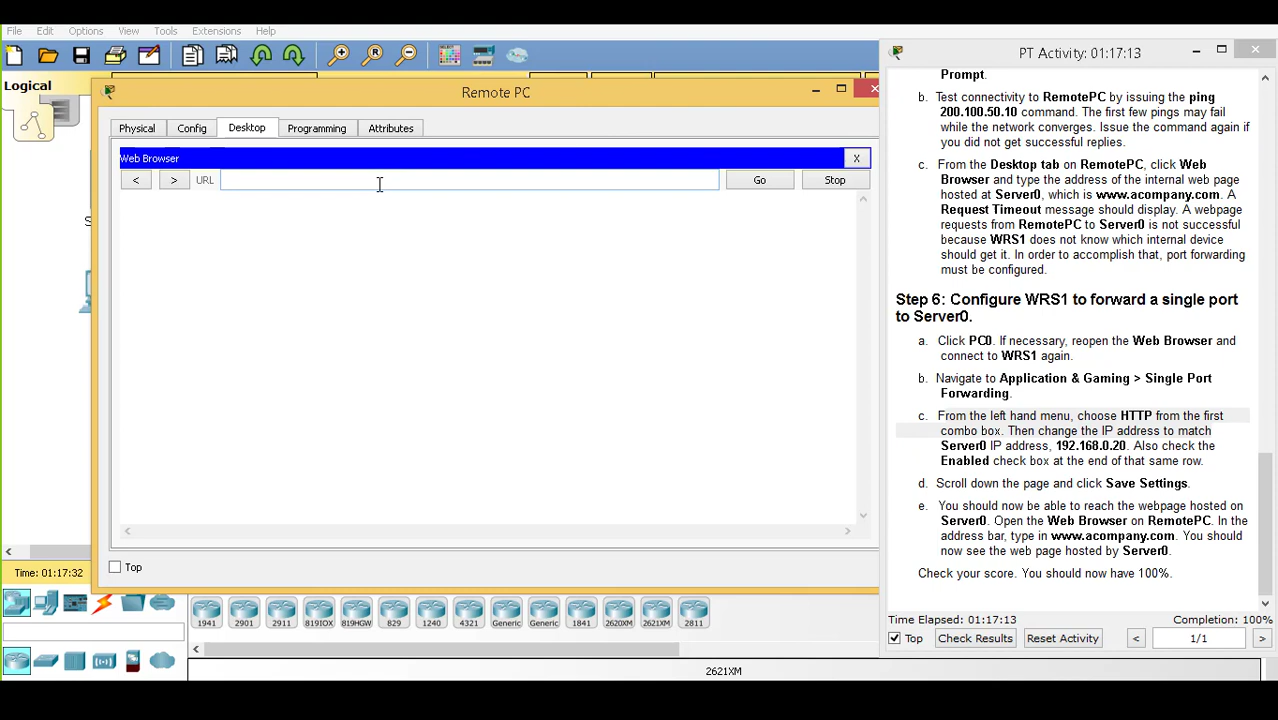 File Edit Options View Tools Extensions Help
PT Activity: 01:17:13
Logical
Remote PC
Physical Config Desktop Programming Attributes
Web Browser X
< > URL Go Stop
Top
Time: 01:17:32
1941 2901 2911 819IOX 819HGW 829 1240 4321 Generic Generic 1841 2620XM 2621XM 2811
2621XM
Prompt.
b. Test connectivity to RemotePC by issuing the ping
200.100.50.10 command. The first few pings may fail
while the network converges. Issue the command again if
you did not get successful replies.
c. From the Desktop tab on RemotePC, click Web
Browser and type the address of the internal web page
hosted at Server0, which is www.acompany.com. A
Request Timeout message should display. A webpage
requests from RemotePC to Server0 is not successful
because WRS1 does not know which internal device
should get it. In order to accomplish that, port forwarding
must be configured.
Step 6: Configure WRS1 to forward a single port
to Server0.
a. Click PC0. If necessary, reopen the Web Browser and
connect to WRS1 again.
b. Navigate to Application & Gaming > Single Port
Forwarding.
c. From the left hand menu, choose HTTP from the first
combo box. Then change the IP address to match
Server0 IP address, 192.168.0.20. Also check the
Enabled check box at the end of that same row.
d. Scroll down the page and click Save Settings.
e. You should now be able to reach the webpage hosted on
Server0. Open the Web Browser on RemotePC. In the
address bar, type in www.acompany.com. You should
now see the web page hosted by Server0.
Check your score. You should now have 100%.
Time Elapsed: 01:17:13 Completion: 100%
Top Check Results Reset Activity < 1/1 >